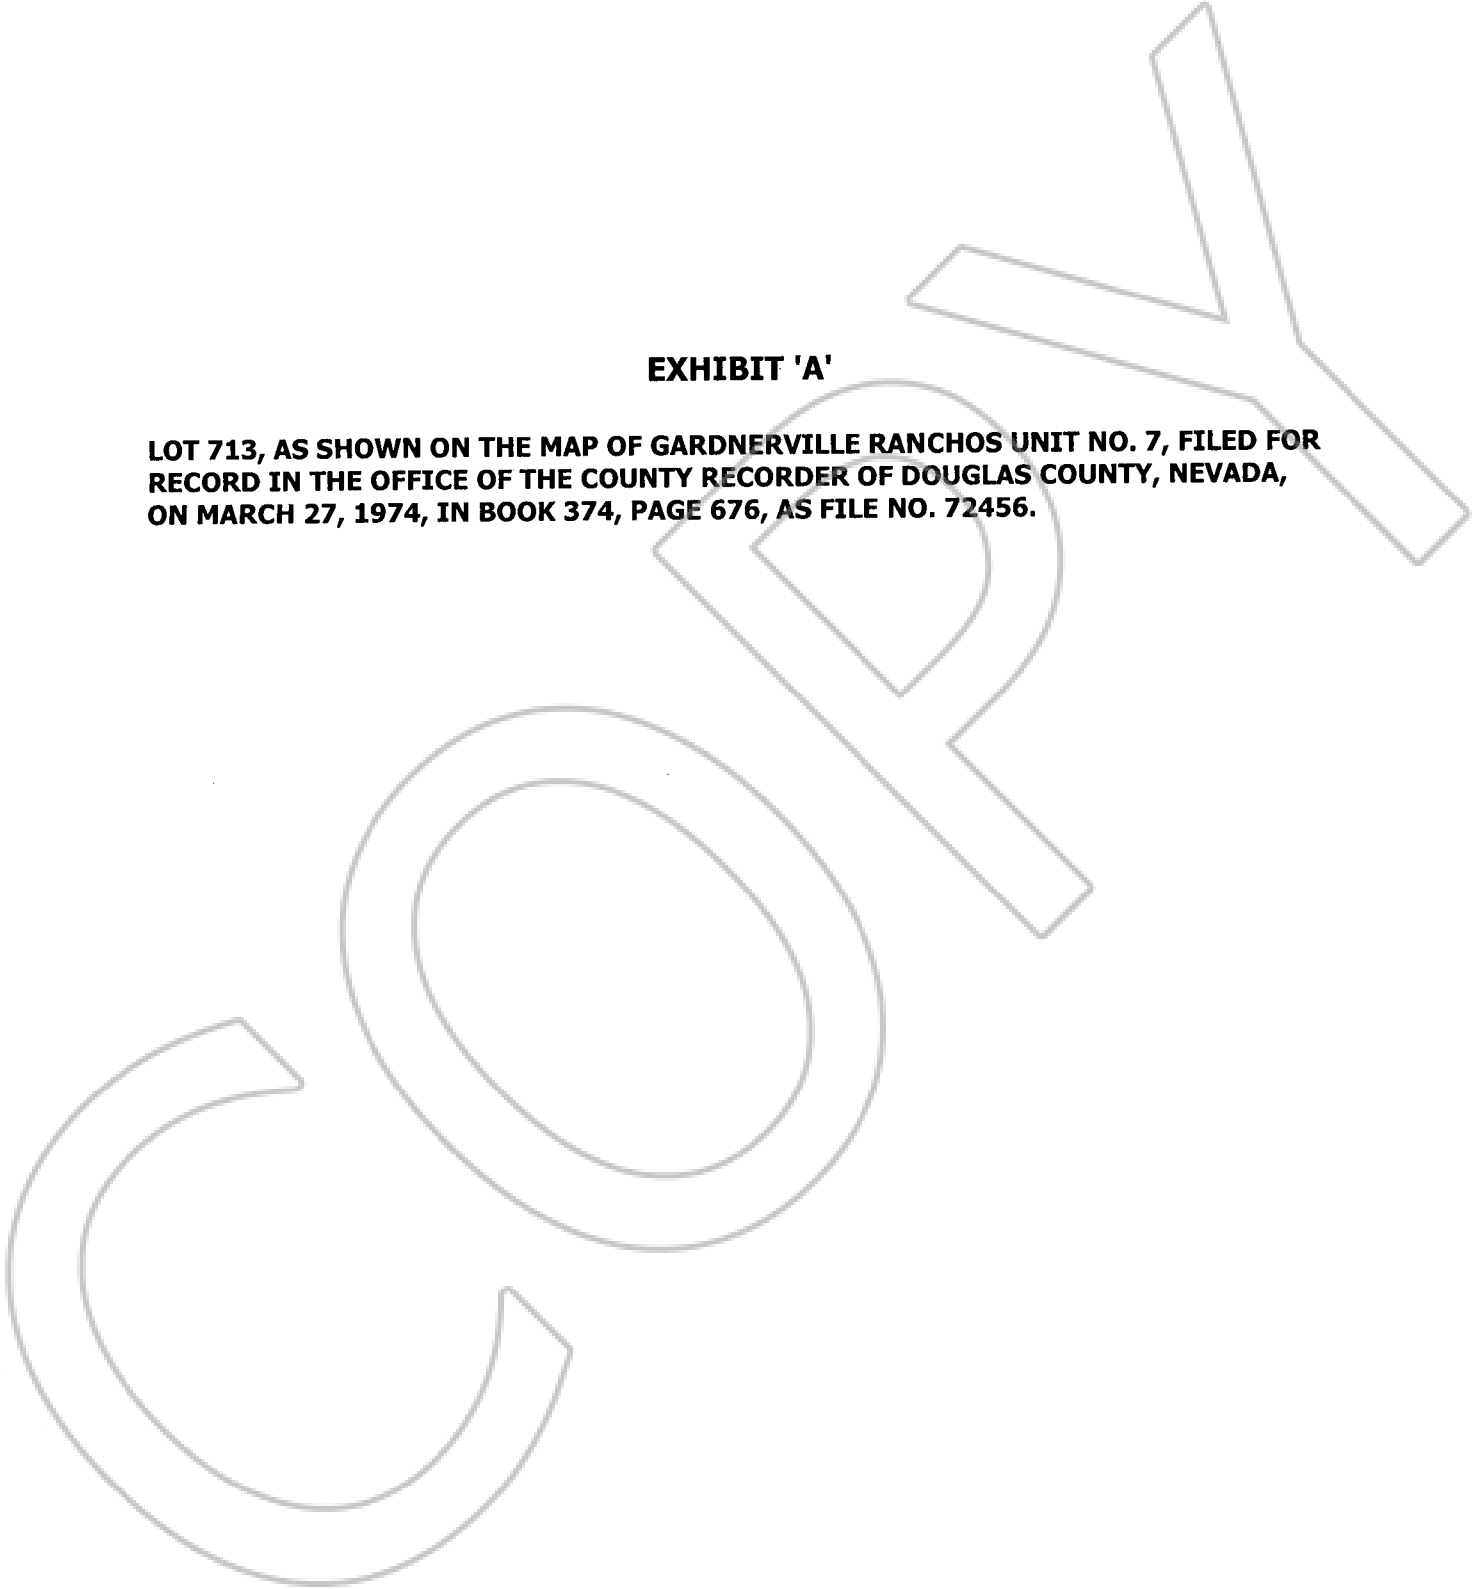 EXHIBIT 'A'
LOT 713, AS SHOWN ON THE MAP OF GARDNERVILLE RANCHOS UNIT NO. 7, FILED FOR
RECORD IN THE OFFICE OF THE COUNTY RECORDER OF DOUGLAS COUNTY, NEVADA,
ON MARCH 27, 1974, IN BOOK 374, PAGE 676, AS FILE NO. 72456.
COPY